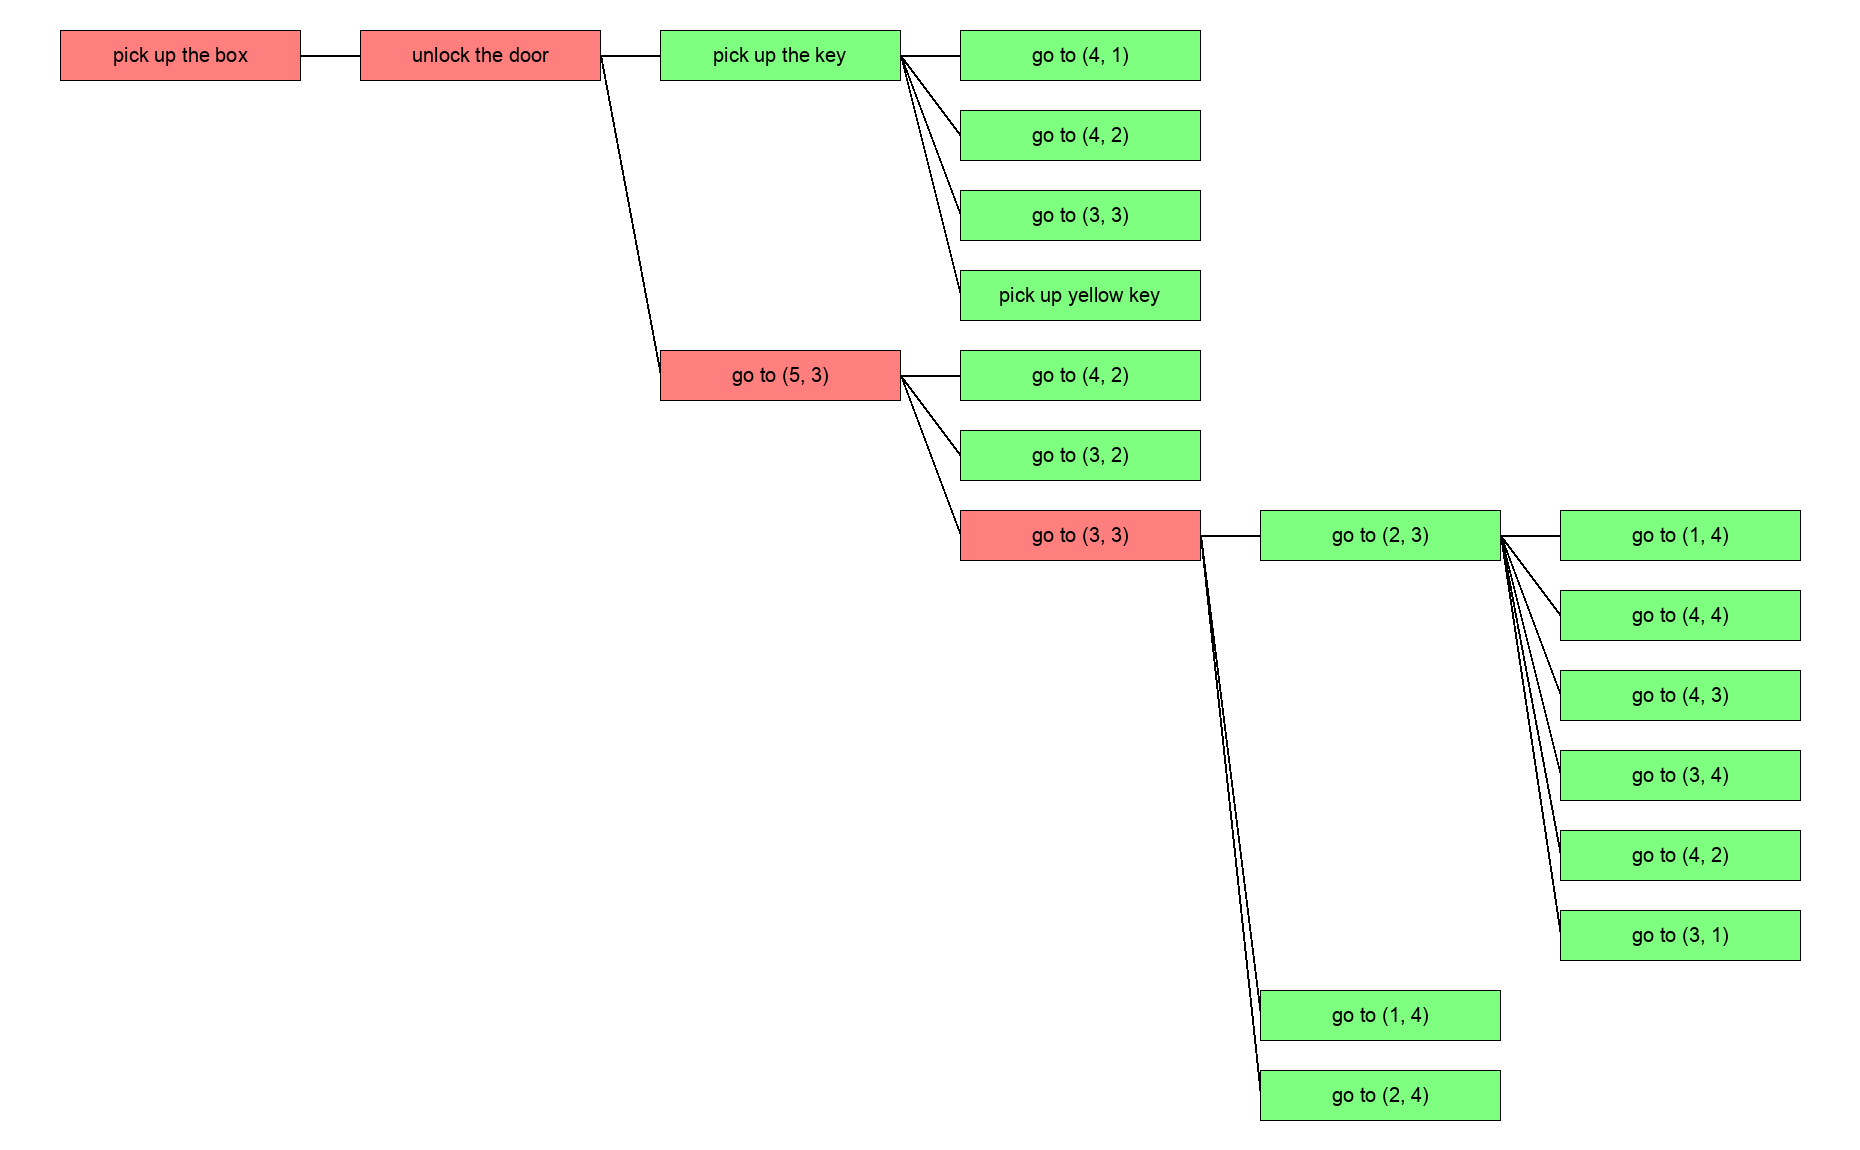 pick up the box
unlock the door
pick up the key
go to (4, 1)
go to (4, 2)
go to (3, 3)
pick up yellow key
go to (5, 3)
go to (4, 2)
go to (3, 2)
go to (3, 3)
go to (2, 3)
go to (1, 4)
go to (4, 4)
go to (4, 3)
go to (3, 4)
go to (4, 2)
go to (3, 1)
go to (1, 4)
go to (2, 4)